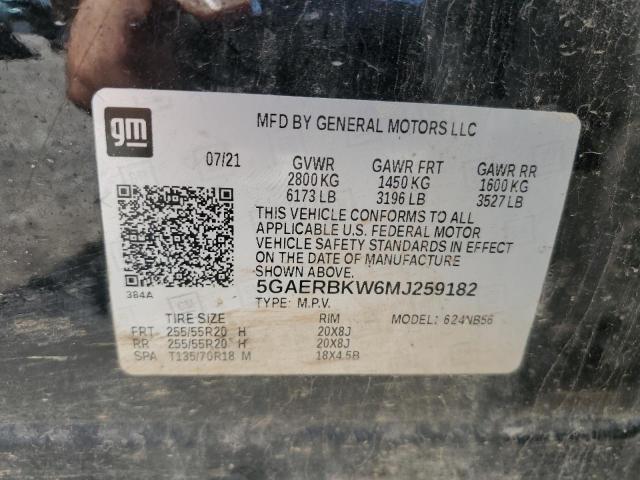 gm
MFD BY GENERAL MOTORS LLC
07/21 GVWR GAWR FRT GAWR RR
2800 KG 1450 KG 1600 KG
6173 LB 3196 LB 3527 LB
THIS VEHICLE CONFORMS TO ALL
APPLICABLE U.S. FEDERAL MOTOR
VEHICLE SAFETY STANDARDS IN EFFECT
ON THE DATE OF MANUFACTURE
SHOWN ABOVE.
384A
5GAERBKW6MJ259182
TYPE: M.P.V. MODEL:
TIRE SIZE RIM
FRT 255/55R20 H 20X8J
RR 255/55R20 H 20X8J
SPA T135/70R18 M 18X4.5B